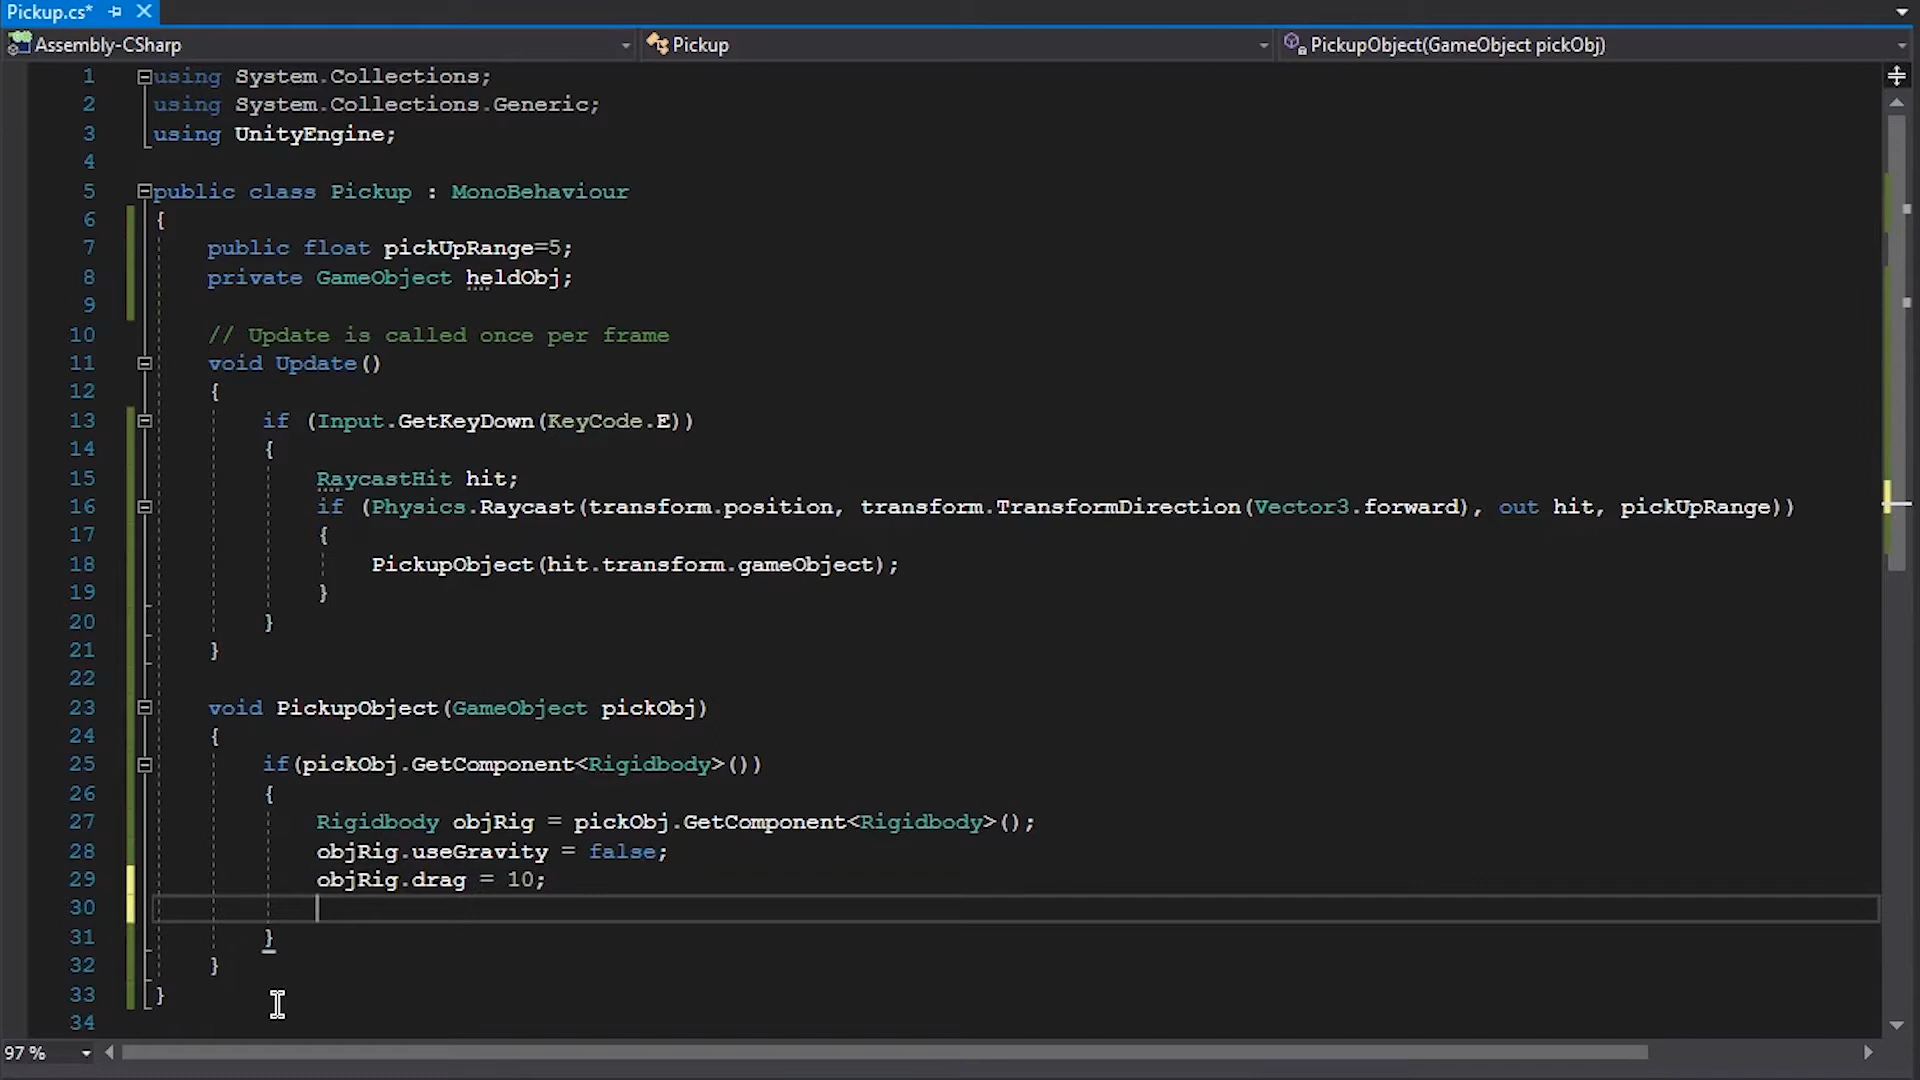 Pickup.cs*
Assembly-CSharp Pickup PickupObject(GameObject pickObj)
1 using System.Collections;
2 using System.Collections.Generic;
3 using UnityEngine;
4
5 public class Pickup : MonoBehaviour
6 {
7 public float pickUpRange=5;
8 private GameObject heldObj;
9
10 // Update is called once per frame
11 void Update()
12 {
13 if (Input.GetKeyDown(KeyCode.E))
14 {
15 RaycastHit hit;
16 if (Physics.Raycast(transform.position, transform.TransformDirection(Vector3.forward), out hit, pickUpRange))
17 {
18 PickupObject(hit.transform.gameObject);
19 }
20 }
21 }
22
23 void PickupObject(GameObject pickObj)
24 {
25 if(pickObj.GetComponent<Rigidbody>())
26 {
27 Rigidbody objRig = pickObj.GetComponent<Rigidbody>();
28 objRig.useGravity = false;
29 objRig.drag = 10;
30
31 }
32 }
33 }
34
97 %